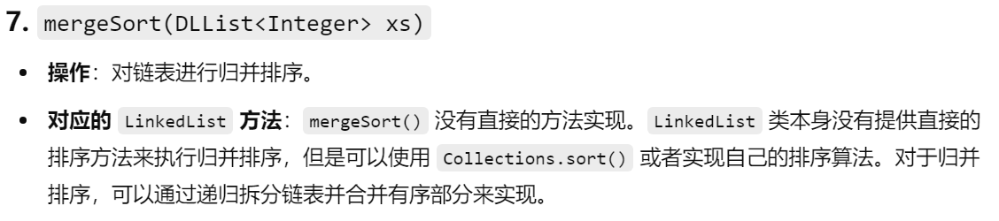 7. mergeSort(DLList<Integer> xs)
• 操作：对链表进行归并排序。
• 对应的 LinkedList 方法：mergeSort() 没有直接的方法实现。LinkedList 类本身没有提供直接的
排序方法来执行归并排序，但是可以使用 Collections.sort() 或者实现自己的排序算法。对于归并
排序，可以通过递归拆分链表并合并有序部分来实现。